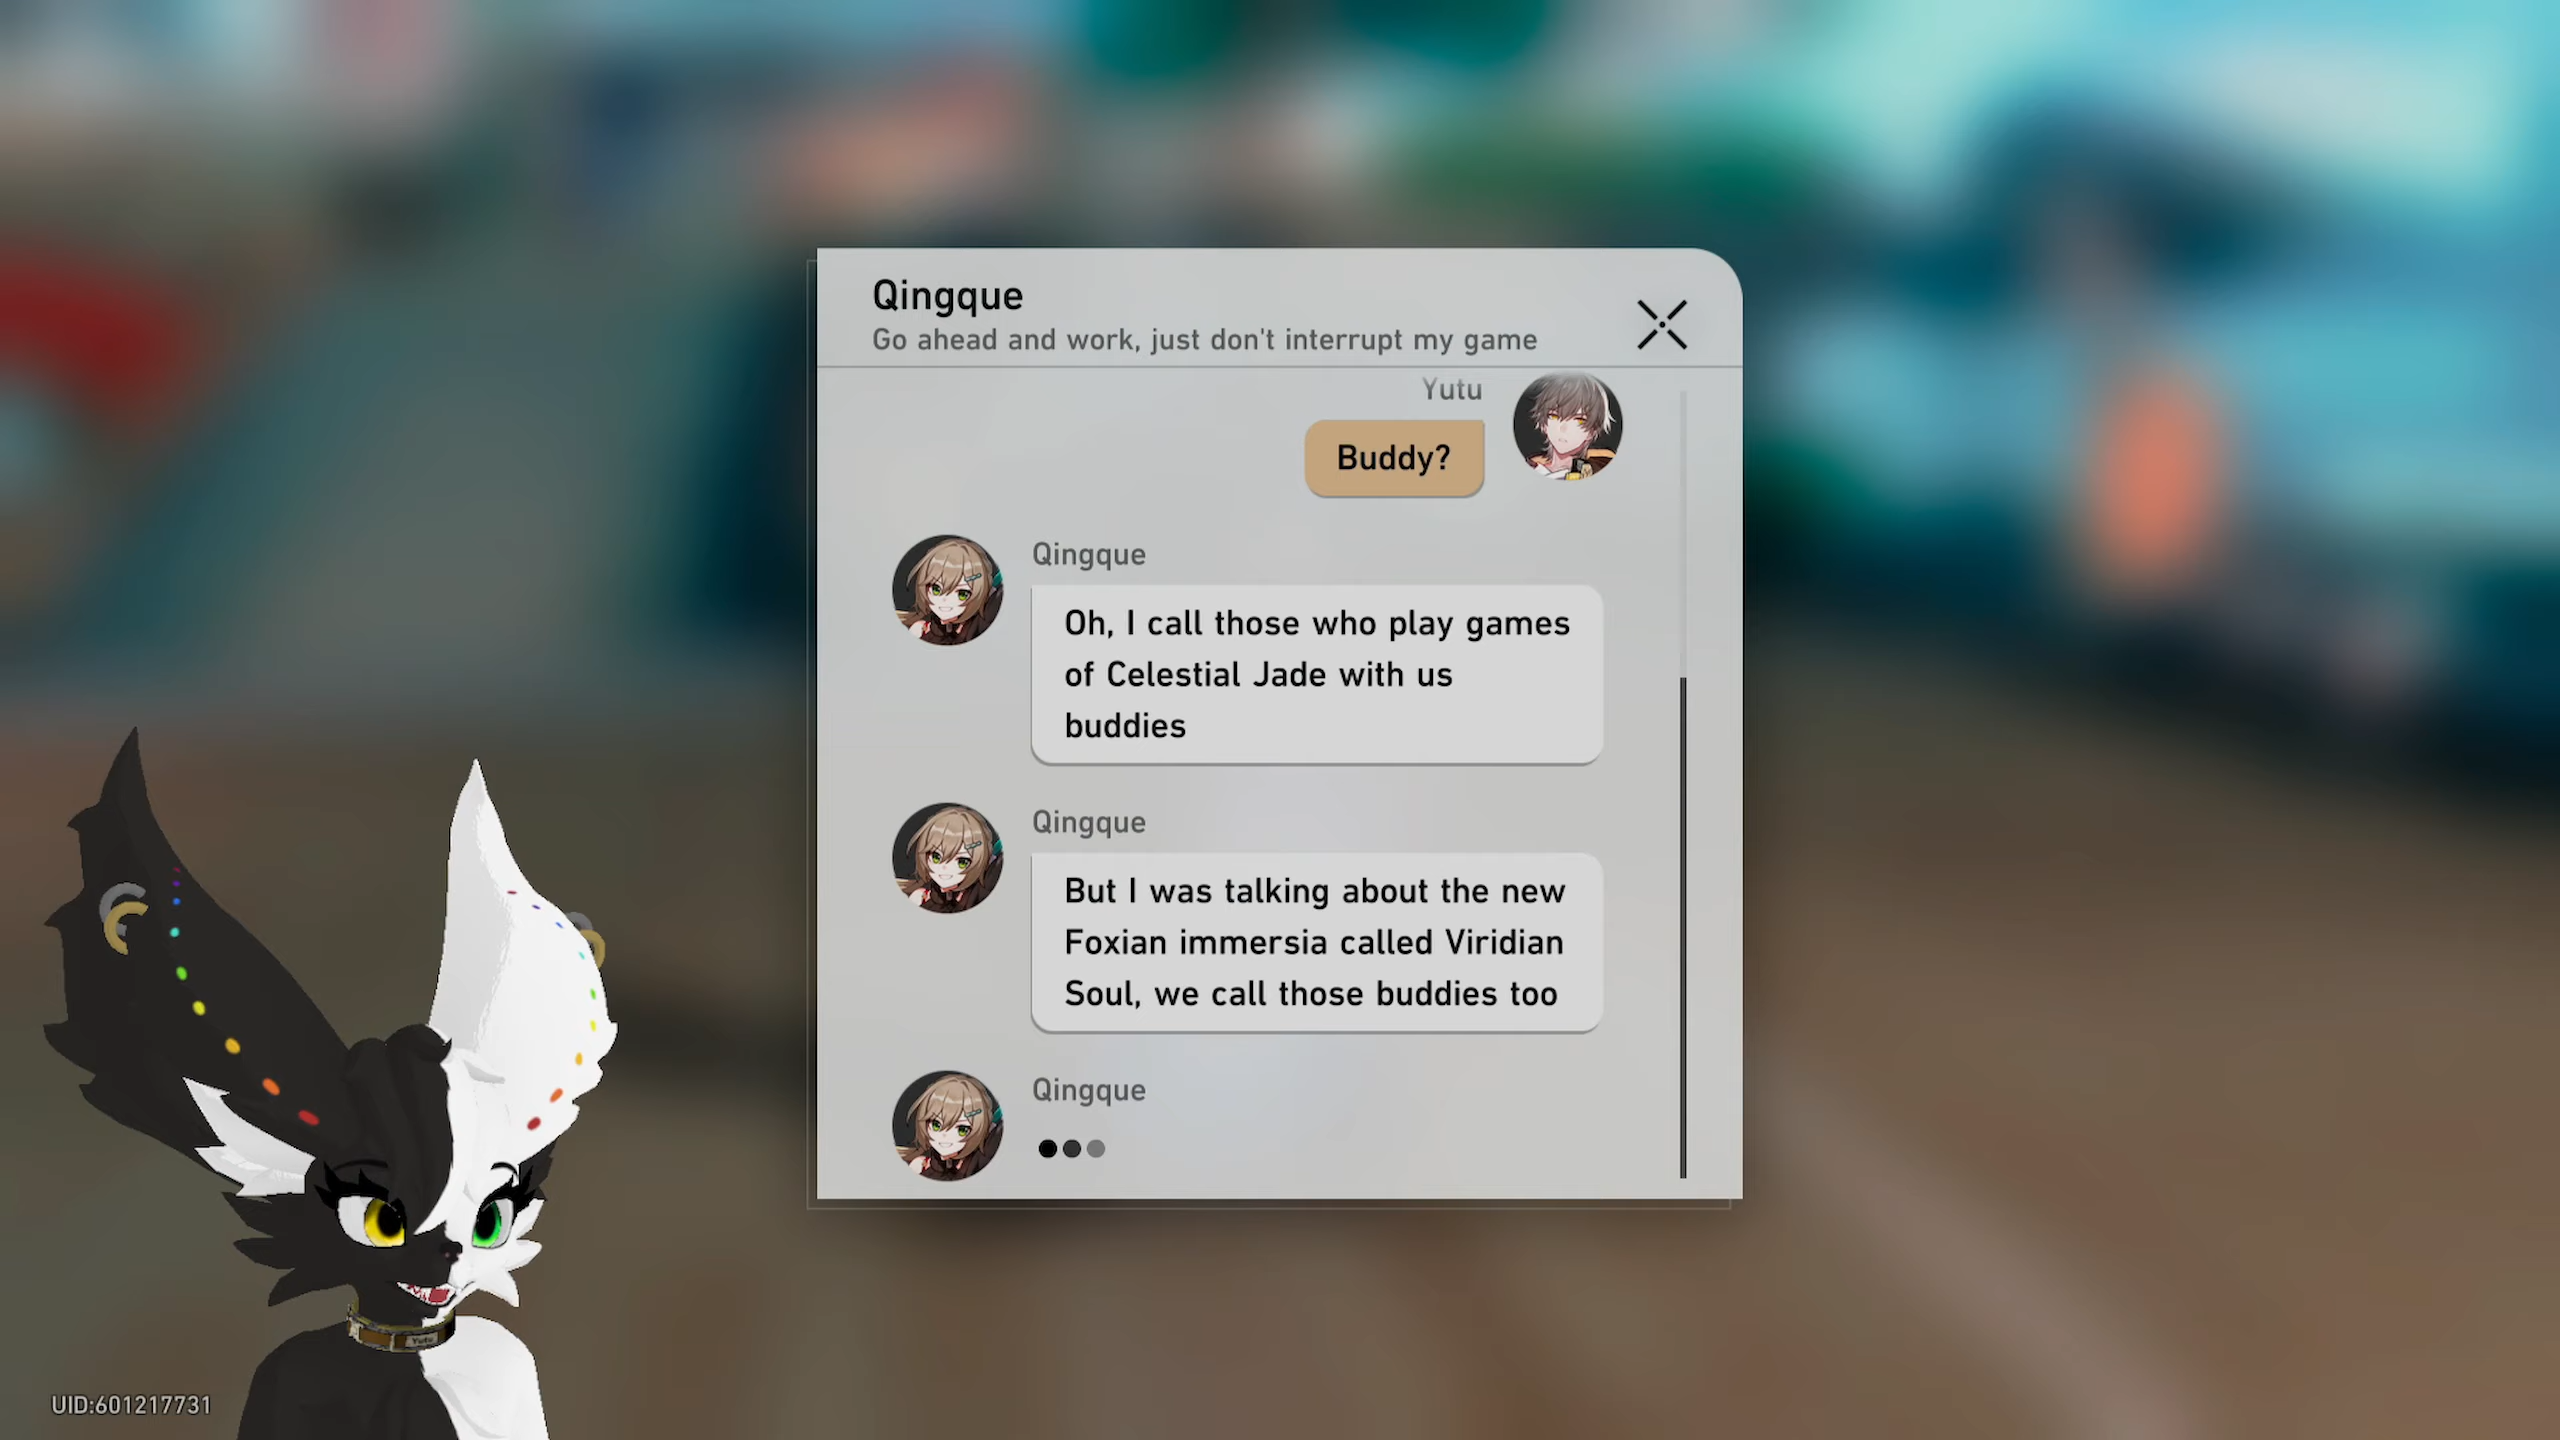 Qingque
Go ahead and work, just don't interrupt my game
Yutu
Buddy?
Qingque
Oh, I call those who play games
of Celestial Jade with us
buddies
Qingque
But I was talking about the new
Foxian immersia called Viridian
Soul, we call those buddies too
Qingque
Yutu
UID:601217731